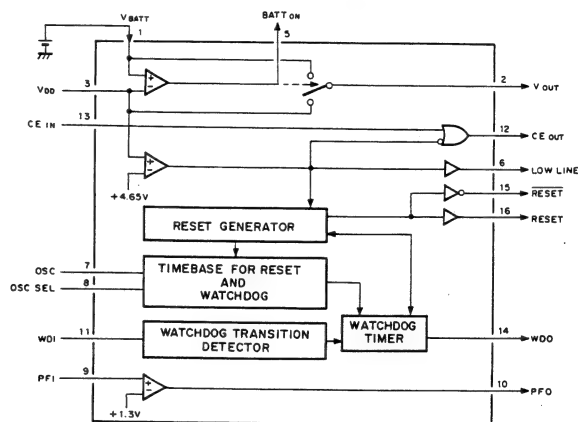 VBATT
1
BATT ON
5
VDD
3
2
VOUT
CE IN
13
12
CE OUT
6
LOW LINE
+4.65V
15
RESET
16
RESET
RESET GENERATOR
OSC
7
OSC SEL
8
TIMEBASE FOR RESET
AND
WATCHDOG
WDI
11
WATCHDOG TRANSITION
DETECTOR
WATCHDOG
TIMER
14
WDO
PFI
9
10
PFO
+1.3V